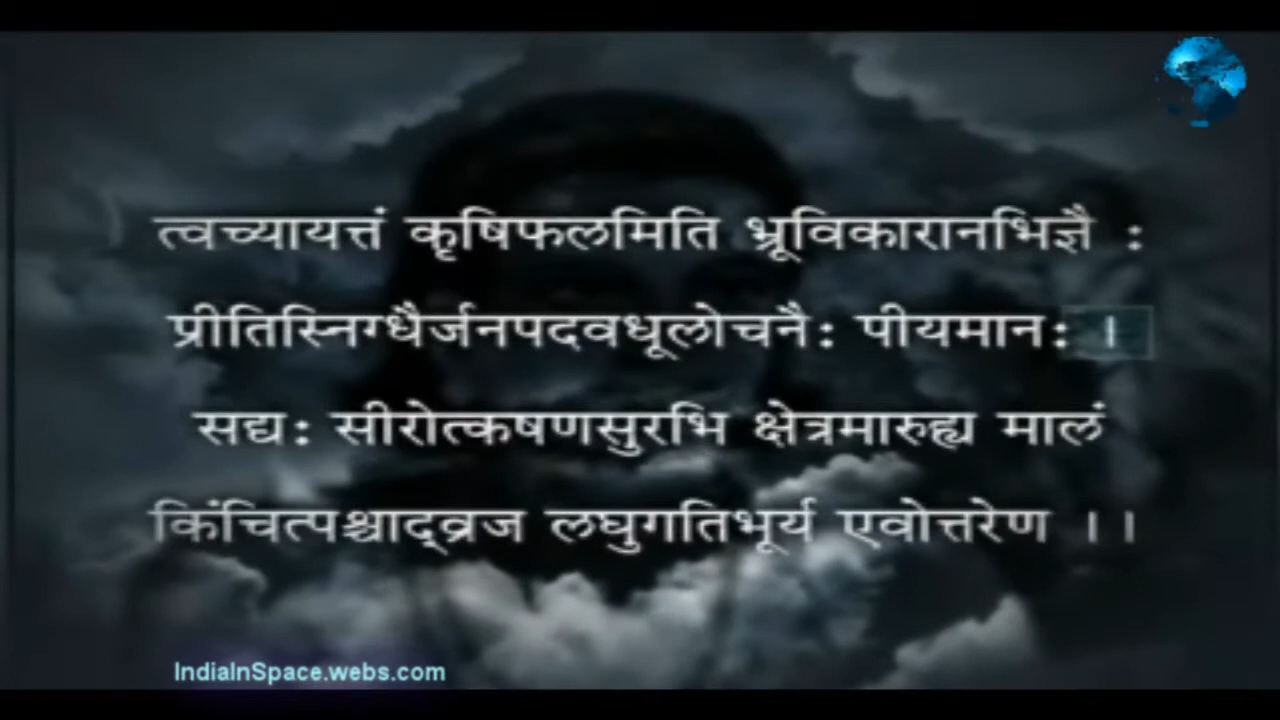 त्वच्यायत्तं कृषिफलमिति भ्रूविकारानभिज्ञै :
प्रीतिस्निग्धैर्जनपदवधूलोचनैः पीयमानः ।
सद्यः सीरोत्कषणसुरभि क्षेत्रमारुह्य मालं
किंचित्पश्चाद्व्रज लघुगतिभूर्य एवोत्तरेण ।।
IndiaInSpace.webs.com